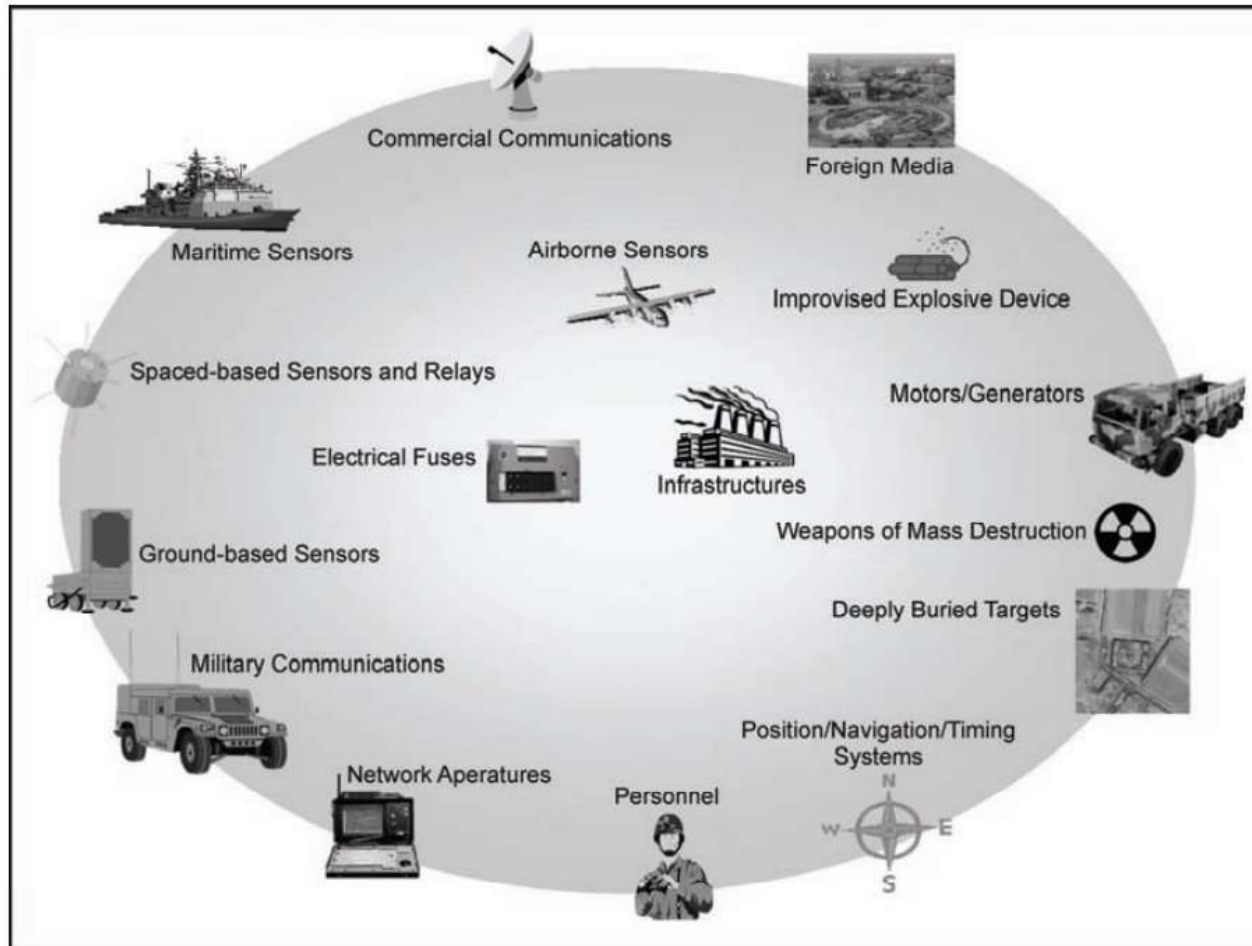 Commercial Communications
Foreign Media
Maritime Sensors
Airborne Sensors
Improvised Explosive Device
Spaced-based Sensors and Relays
Motors/Generators
Electrical Fuses
Infrastructures
Weapons of Mass Destruction
Ground-based Sensors
Deeply Buried Targets
Military Communications
Position/Navigation/Timing
Systems
Network Aperatures
Personnel
N
W
E
S